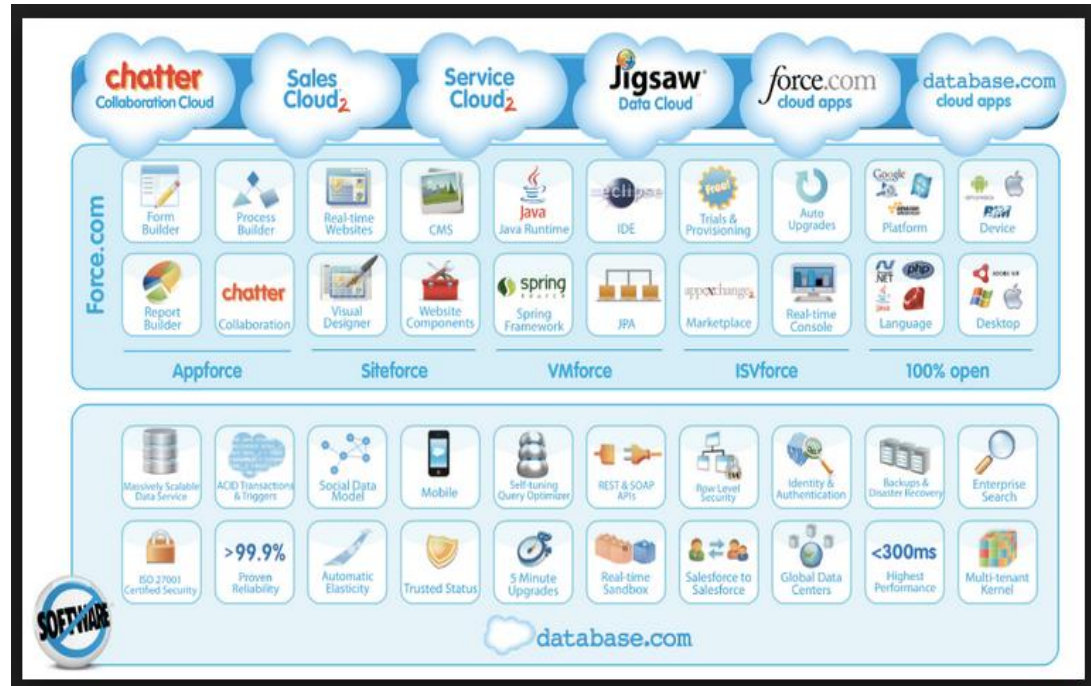 chatter
Collaboration Cloud
Sales
Cloud2
Service
Cloud2
Jigsaw
Data Cloud
force.com
cloud apps
database.com
cloud apps
Force.com
Form
Builder
Process
Builder
Real-time
Websites
CMS
Java
Java Runtime
eclipse
IDE
Free!
Trials &
Provisioning
Auto
Upgrades
Google
Platform
RIM
Device
Report
Builder
chatter
Collaboration
Visual
Designer
Website
Components
spring
source
Spring
Framework
JPA
appexchange2
Marketplace
Real-time
Console
.NET
php
Java
Language
Desktop
Appforce
Siteforce
VMforce
ISVforce
100% open
Massively Scalable
Data Service
ACID Transactions
& Triggers
Social Data
Model
Mobile
Self-tuning
Query Optimizer
REST & SOAP
APIs
Row Level
Security
Identity &
Authentication
Backups &
Disaster Recovery
Enterprise
Search
ISO 27001
Certified Security
>99.9%
Proven
Reliability
Automatic
Elasticity
Trusted Status
5 Minute
Upgrades
Real-time
Sandbox
Salesforce to
Salesforce
Global Data
Centers
<300ms
Highest
Performance
Multi-tenant
Kernel
SOFTWARE
database.com